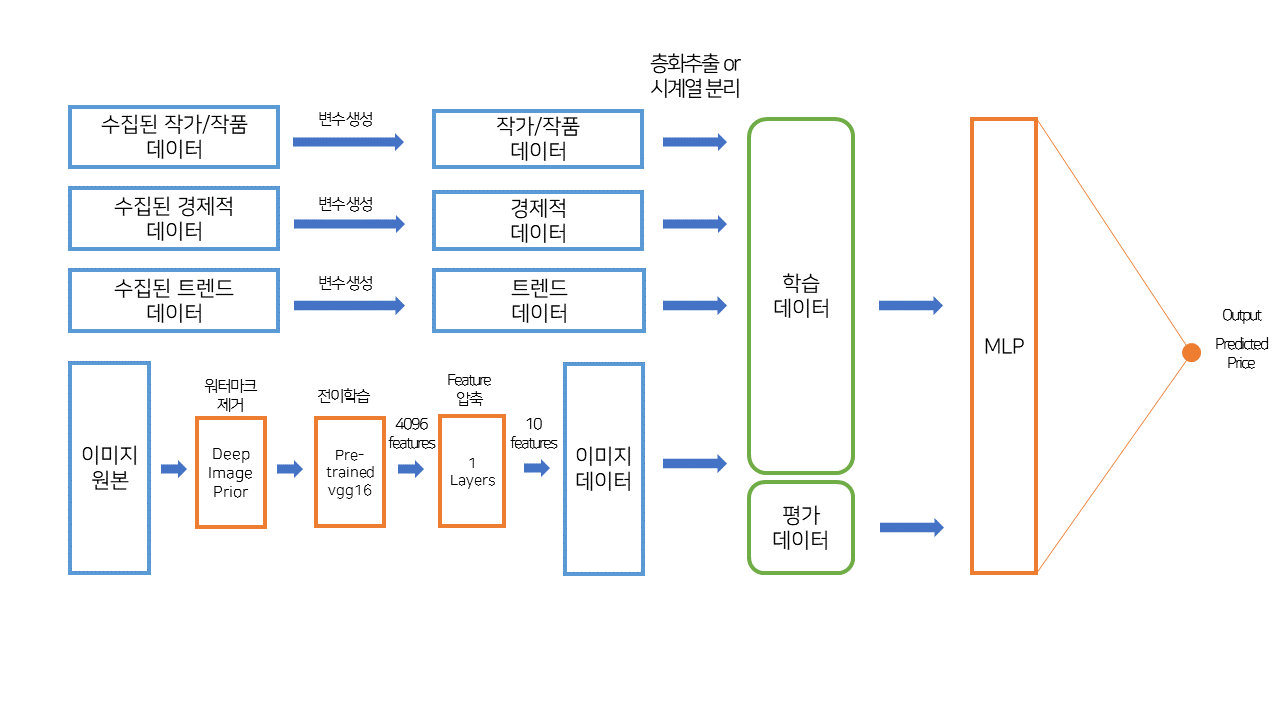 층화추출 or
시계열 분리
수집된 작가/작품
데이터
변수생성
작가/작품
데이터
수집된 경제적
데이터
변수생성
경제적
데이터
수집된 트렌드
데이터
변수생성
트렌드
데이터
학습
데이터
MLP
Output
Predicted
Price
이미지
원본
워터마크
제거
Deep
Image
Prior
전이학습
Pre-
trained
vgg16
4096
features
Feature
압축
1
Layers
10
features
이미지
데이터
평가
데이터